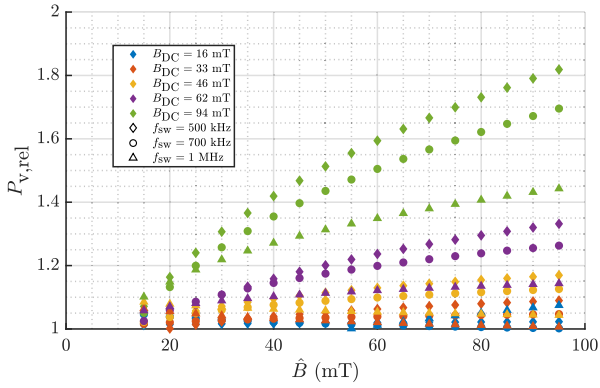 2
1.8
1.6
1.4
1.2
1
P_v,rel
B_DC = 16 mT
B_DC = 33 mT
B_DC = 46 mT
B_DC = 62 mT
B_DC = 94 mT
f_sw = 500 kHz
f_sw = 700 kHz
f_sw = 1 MHz
0 20 40 60 80 100
B̂ (mT)